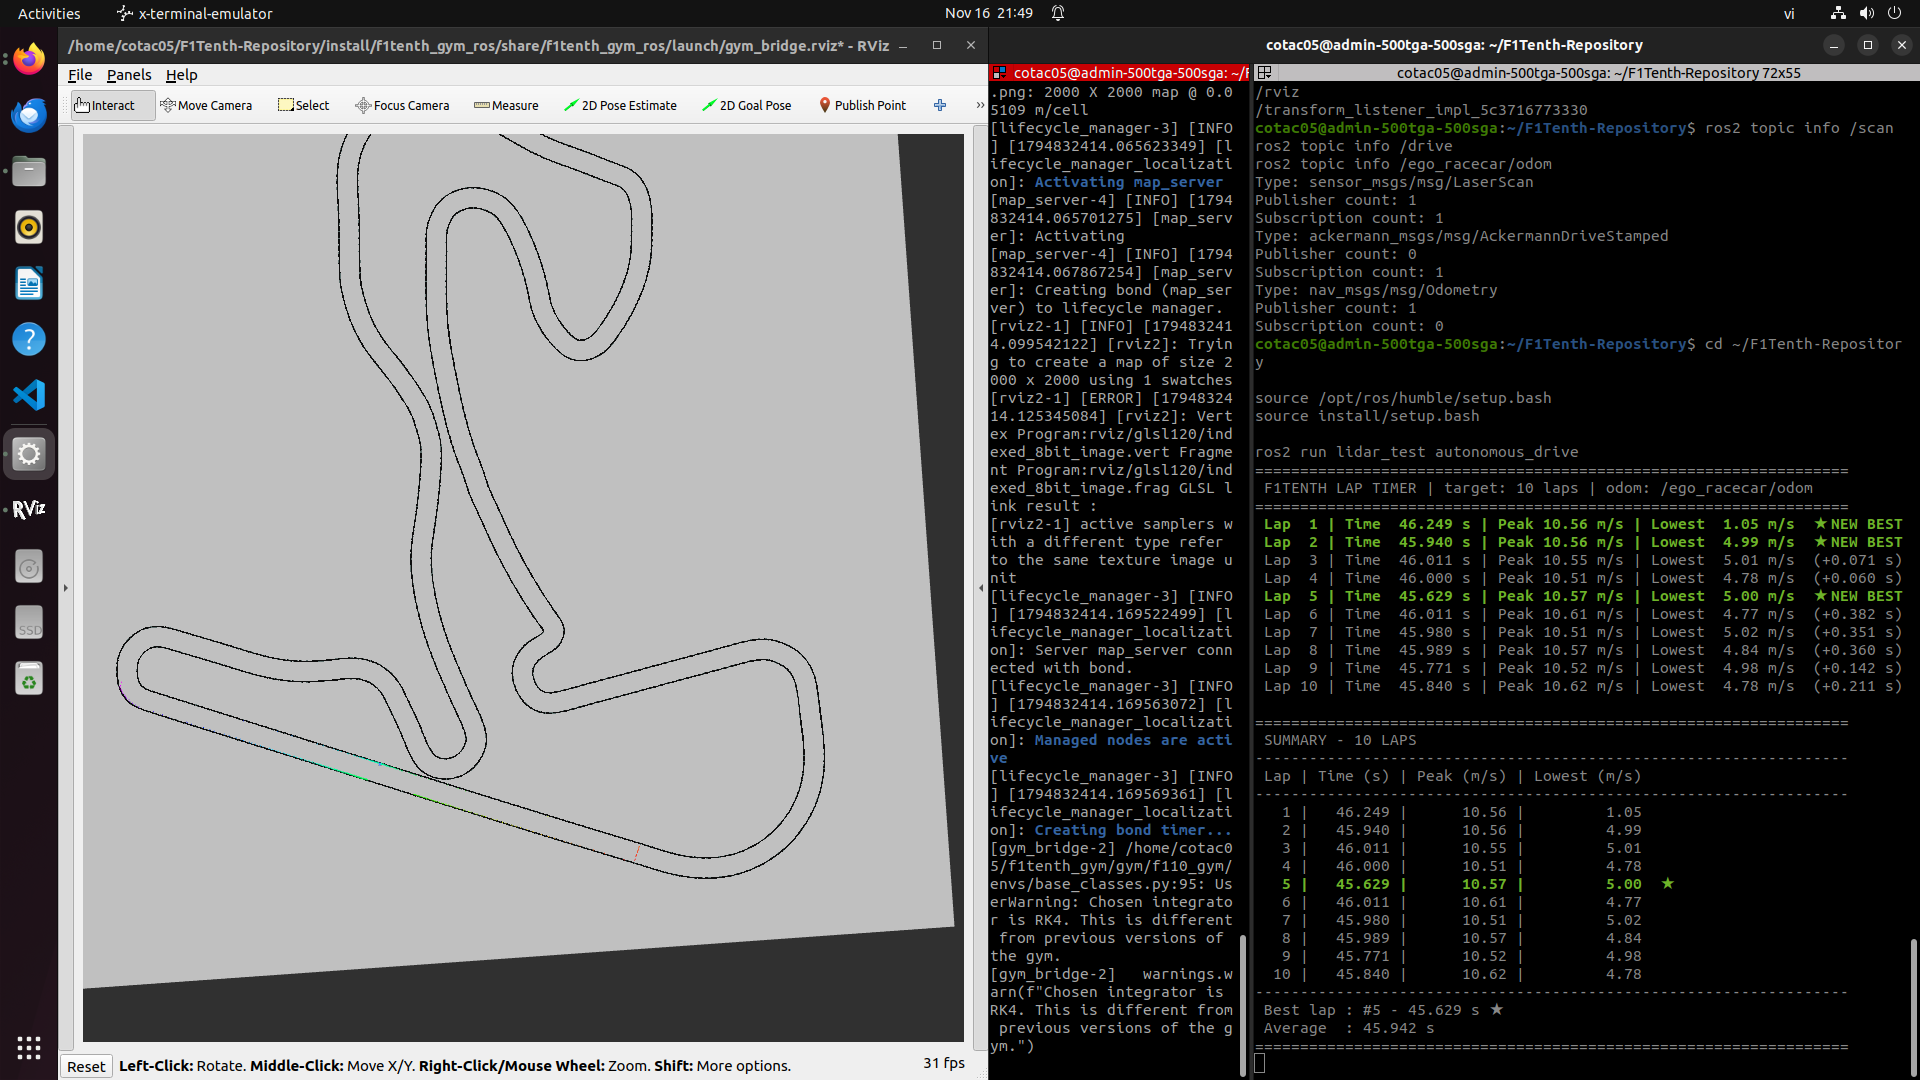 Activities
x-terminal-emulator
Nov 16 21:49
vi
/home/cotac05/F1Tenth-Repository/install/f1tenth_gym_ros/share/f1tenth_gym_ros/launch/gym_bridge.rviz* - RViz
File Panels Help
Interact Move Camera Select Focus Camera Measure 2D Pose Estimate 2D Goal Pose Publish Point »
RViz
SSD
Reset Left-Click: Rotate. Middle-Click: Move X/Y. Right-Click/Mouse Wheel: Zoom. Shift: More options. 31 fps
cotac05@admin-500tga-500sga: ~/F1Tenth-Repository
cotac05@admin-500tga-500sga: ~/F
.png: 2000 X 2000 map @ 0.0
5109 m/cell
[lifecycle_manager-3] [INFO
] [1794832414.065623349] [l
ifecycle_manager_localizati
on]: Activating map_server
[map_server-4] [INFO] [1794
832414.065701275] [map_serv
er]: Activating
[map_server-4] [INFO] [1794
832414.067867254] [map_serv
er]: Creating bond (map_ser
ver) to lifecycle manager.
[rviz2-1] [INFO] [179483241
4.099542122] [rviz2]: Tryin
g to create a map of size 2
000 x 2000 using 1 swatches
[rviz2-1] [ERROR] [17948324
14.125345084] [rviz2]: Vert
ex Program:rviz/glsl120/ind
exed_8bit_image.vert Fragme
nt Program:rviz/glsl120/ind
exed_8bit_image.frag GLSL l
ink result :
[rviz2-1] active samplers w
ith a different type refer
to the same texture image u
nit
[lifecycle_manager-3] [INFO
] [1794832414.169522499] [l
ifecycle_manager_localizati
on]: Server map_server conn
ected with bond.
[lifecycle_manager-3] [INFO
] [1794832414.169563072] [l
ifecycle_manager_localizati
on]: Managed nodes are acti
ve
[lifecycle_manager-3] [INFO
] [1794832414.169569361] [l
ifecycle_manager_localizati
on]: Creating bond timer...
[gym_bridge-2] /home/cotac0
5/f1tenth_gym/gym/f110_gym/
envs/base_classes.py:95: Us
erWarning: Chosen integrato
r is RK4. This is different
 from previous versions of
the gym.
[gym_bridge-2]   warnings.w
arn(f"Chosen integrator is
RK4. This is different from
 previous versions of the g
ym.")
cotac05@admin-500tga-500sga: ~/F1Tenth-Repository 72x55
/rviz
/transform_listener_impl_5c3716773330
cotac05@admin-500tga-500sga:~/F1Tenth-Repository$ ros2 topic info /scan
ros2 topic info /drive
ros2 topic info /ego_racecar/odom
Type: sensor_msgs/msg/LaserScan
Publisher count: 1
Subscription count: 1
Type: ackermann_msgs/msg/AckermannDriveStamped
Publisher count: 0
Subscription count: 1
Type: nav_msgs/msg/Odometry
Publisher count: 1
Subscription count: 0
cotac05@admin-500tga-500sga:~/F1Tenth-Repository$ cd ~/F1Tenth-Repositor
y
source /opt/ros/humble/setup.bash
source install/setup.bash
ros2 run lidar_test autonomous_drive
==================================================================
 F1TENTH LAP TIMER | target: 10 laps | odom: /ego_racecar/odom
==================================================================
 Lap  1 | Time  46.249 s | Peak 10.56 m/s | Lowest  1.05 m/s  ★ NEW BEST
 Lap  2 | Time  45.940 s | Peak 10.56 m/s | Lowest  4.99 m/s  ★ NEW BEST
 Lap  3 | Time  46.011 s | Peak 10.55 m/s | Lowest  5.01 m/s  (+0.071 s)
 Lap  4 | Time  46.000 s | Peak 10.51 m/s | Lowest  4.78 m/s  (+0.060 s)
 Lap  5 | Time  45.629 s | Peak 10.57 m/s | Lowest  5.00 m/s  ★ NEW BEST
 Lap  6 | Time  46.011 s | Peak 10.61 m/s | Lowest  4.77 m/s  (+0.382 s)
 Lap  7 | Time  45.980 s | Peak 10.51 m/s | Lowest  5.02 m/s  (+0.351 s)
 Lap  8 | Time  45.989 s | Peak 10.57 m/s | Lowest  4.84 m/s  (+0.360 s)
 Lap  9 | Time  45.771 s | Peak 10.52 m/s | Lowest  4.98 m/s  (+0.142 s)
 Lap 10 | Time  45.840 s | Peak 10.62 m/s | Lowest  4.78 m/s  (+0.211 s)
==================================================================
 SUMMARY - 10 LAPS
------------------------------------------------------------------
 Lap | Time (s) | Peak (m/s) | Lowest (m/s)
------------------------------------------------------------------
   1 |   46.249 |      10.56 |         1.05
   2 |   45.940 |      10.56 |         4.99
   3 |   46.011 |      10.55 |         5.01
   4 |   46.000 |      10.51 |         4.78
   5 |   45.629 |      10.57 |         5.00  ★
   6 |   46.011 |      10.61 |         4.77
   7 |   45.980 |      10.51 |         5.02
   8 |   45.989 |      10.57 |         4.84
   9 |   45.771 |      10.52 |         4.98
  10 |   45.840 |      10.62 |         4.78
------------------------------------------------------------------
 Best lap : #5 - 45.629 s ★
 Average  : 45.942 s
==================================================================